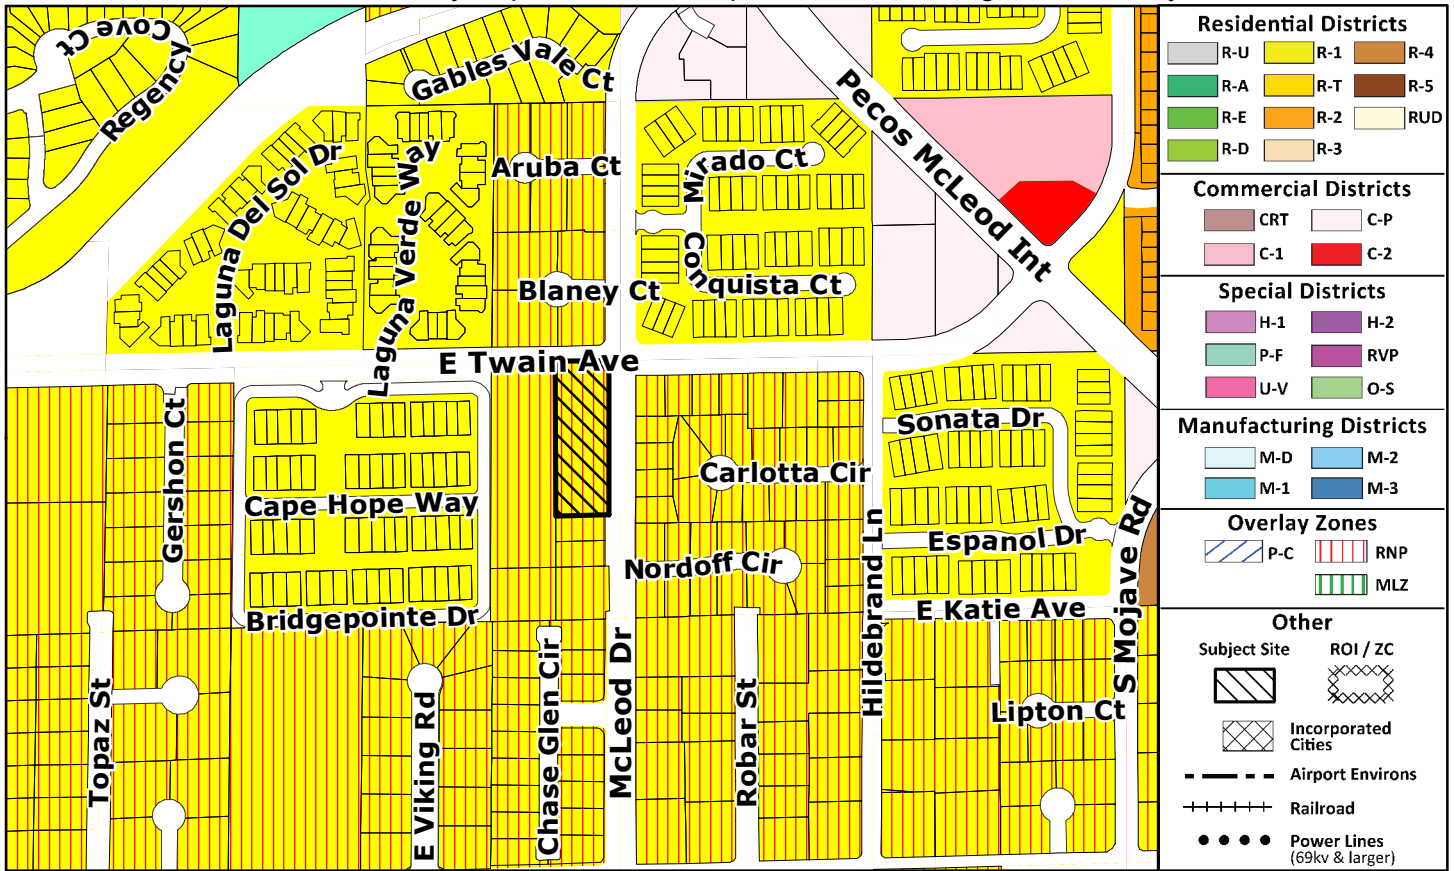 Cove Ct
Regency
Gables Vale Ct
Pecos McLeod Int
Laguna Del Sol Dr
Laguna Verde Way
Aruba Ct
Mirado Ct
Conquista Ct
Blaney Ct
E Twain Ave
Gershon Ct
Cape Hope Way
Bridgepointe Dr
Carlotta Cir
Nordoff Cir
Sonata Dr
Espanol Dr
Hildebrand Ln
E Katie Ave
S Mojave Rd
Topaz St
E Viking Rd
Chase Glen Cir
McLeod Dr
Robar St
Lipton Ct
Residential Districts
R-U R-1 R-4
R-A R-T R-5
R-E R-2 RUD
R-D R-3
Commercial Districts
CRT C-P
C-1 C-2
Special Districts
H-1 H-2
P-F RVP
U-V O-S
Manufacturing Districts
M-D M-2
M-1 M-3
Overlay Zones
P-C RNP
MLZ
Other
Subject Site ROI / ZC
Incorporated
Cities
Airport Environs
Railroad
Power Lines
(69kv & larger)